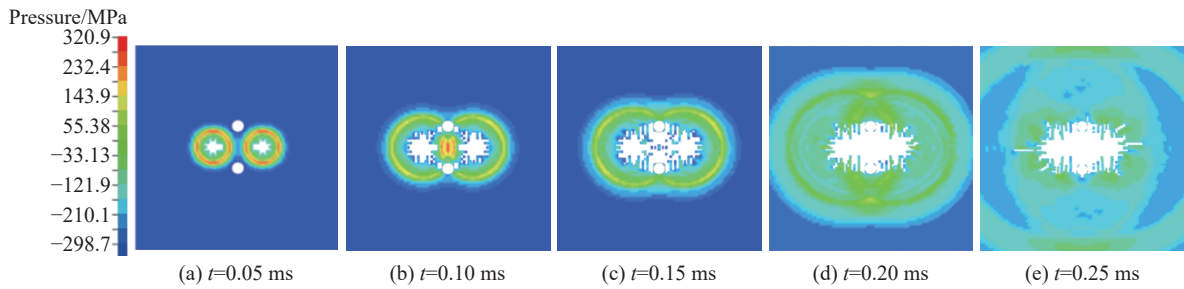 Pressure/MPa
320.9
232.4
143.9
55.38
−33.13
−121.9
−210.1
−298.7
(a) t=0.05 ms
(b) t=0.10 ms
(c) t=0.15 ms
(d) t=0.20 ms
(e) t=0.25 ms